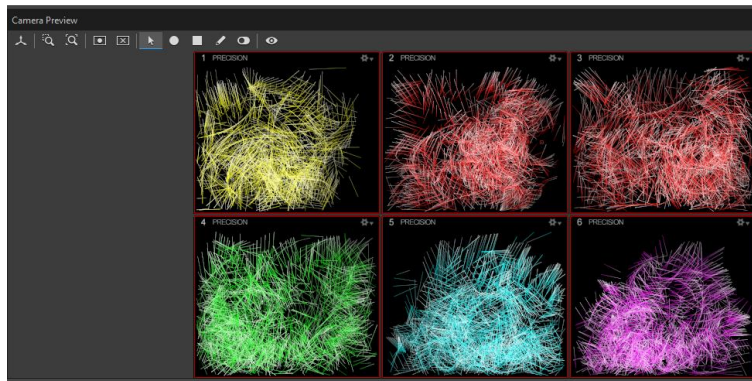 Camera Preview
1 PRECISION
2 PRECISION
3 PRECISION
4 PRECISION
5 PRECISION
6 PRECISION